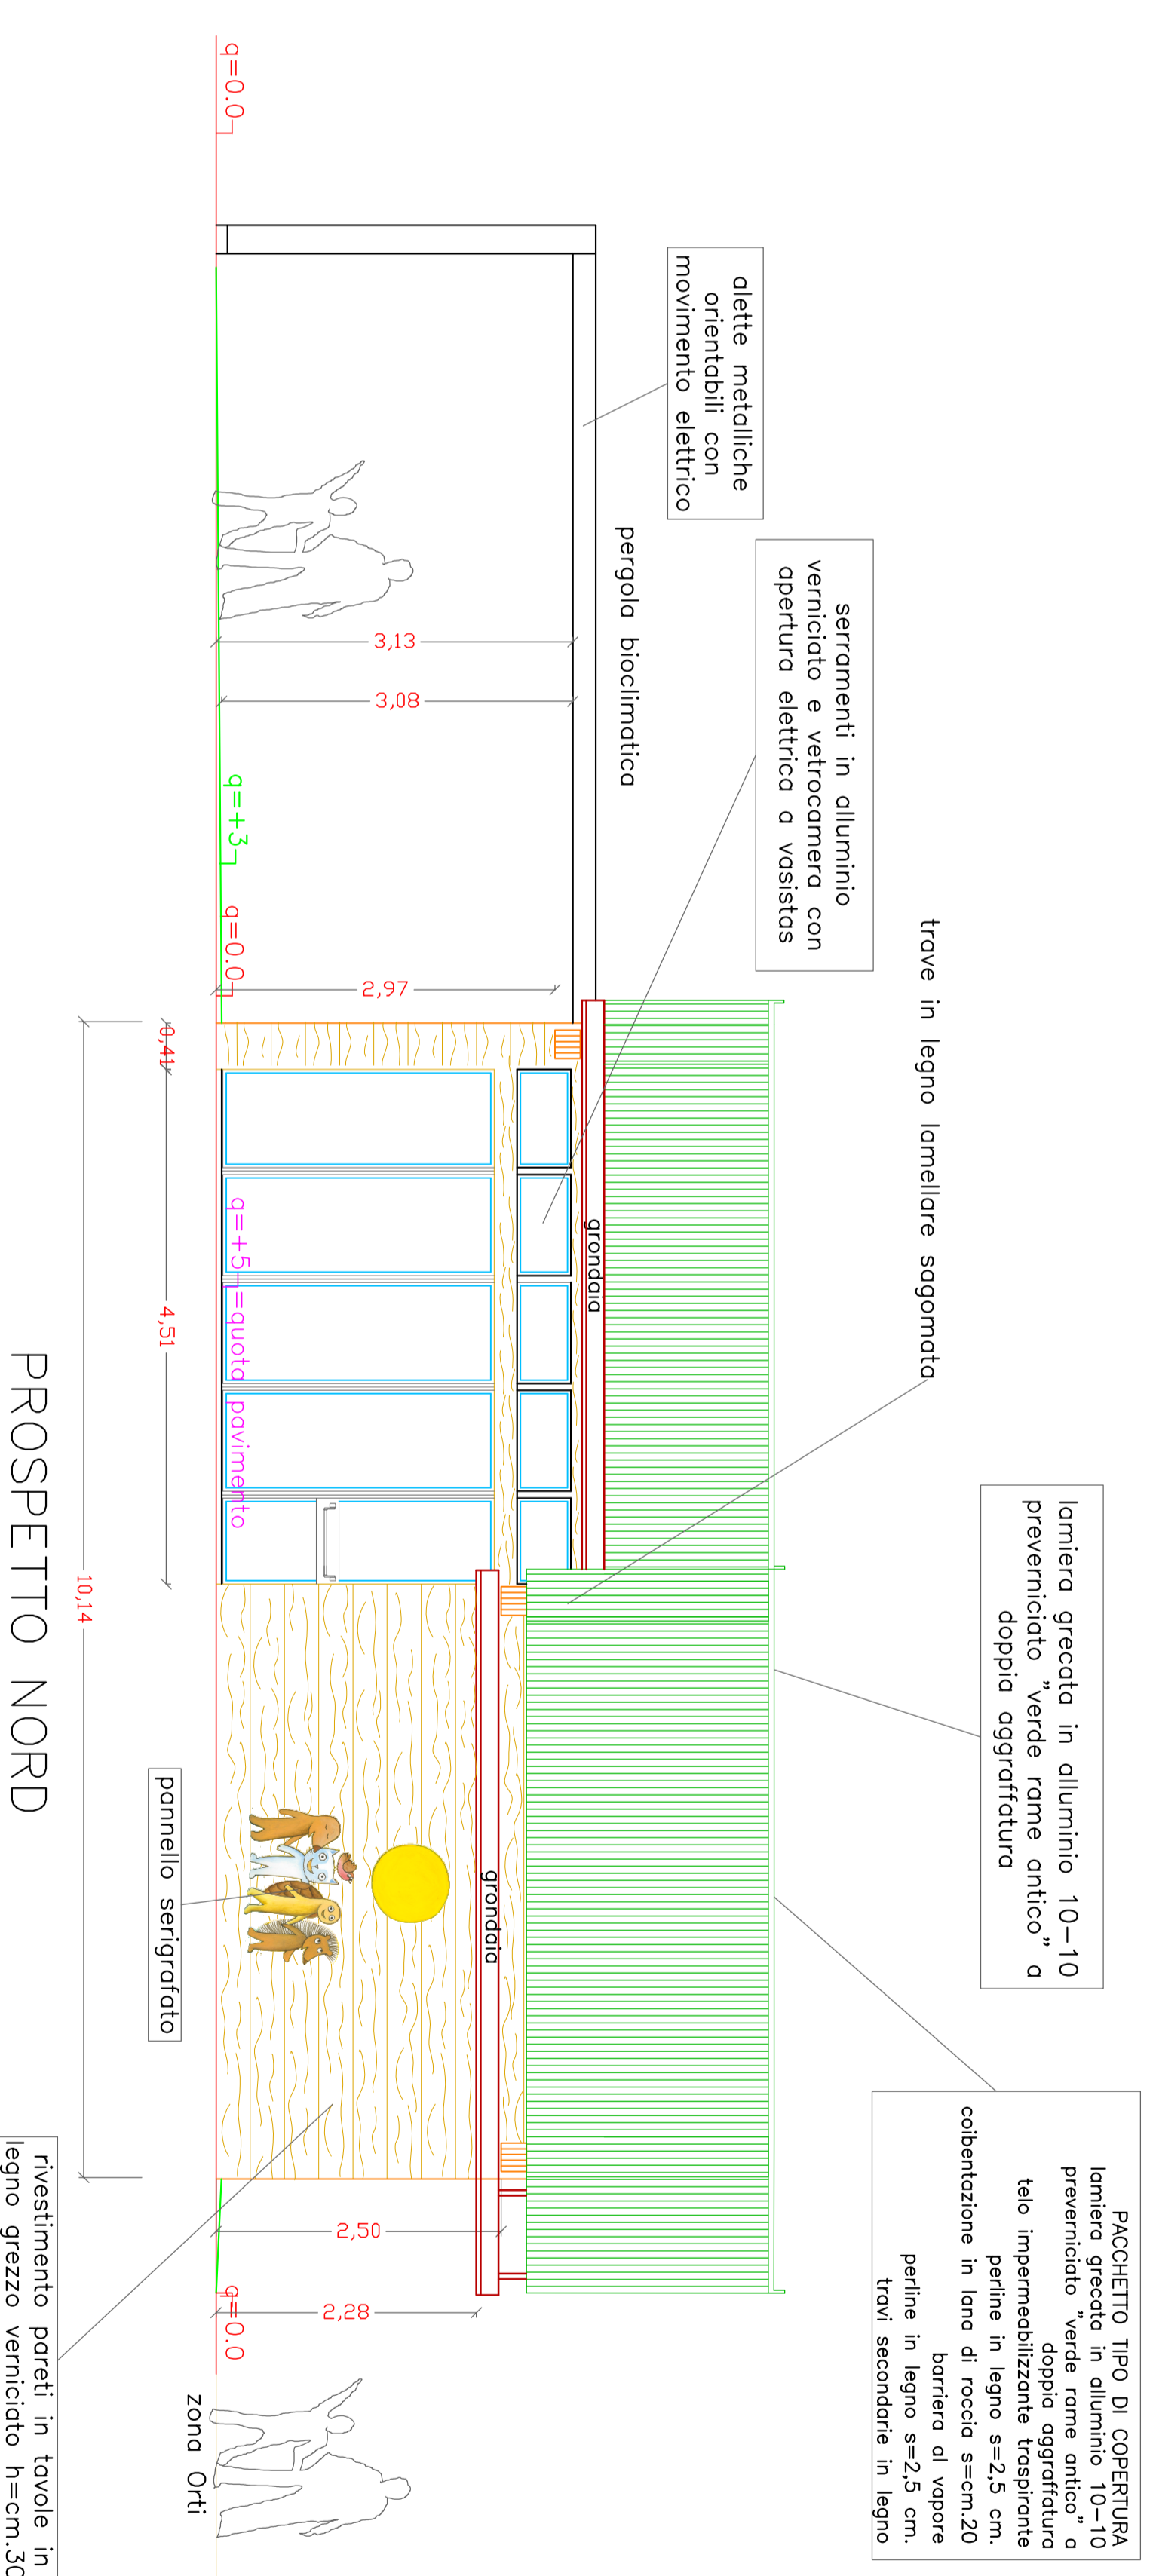 PACCHETTO TIPO DI COPERTURA
lamiera grecata in alluminio 10-10
preverniciato "verde rame antico" a
doppia aggraffatura
telo impermeabilizzante traspirante
perline in legno s=2,5 cm.
coibentazione in lana di roccia s=cm.20
barriera al vapore
perline in legno s=2,5 cm.
travi secondarie in legno
lamiera grecata in alluminio 10-10
preverniciato "verde rame antico" a
doppia aggraffatura
trave in legno lamellare sagomata
serramenti in alluminio
verniciato e vetrocamera con
apertura elettrica a vasistas
alette metalliche
orientabili con
movimento elettrico
pergola bioclimatica
grondaia
grondaia
3,13
3,08
2,97
2,50
2,28
q=0.0
q=+3
q=0.0
q=+5 =quota pavimento
q=0.0
zona Orti
0,41
4,51
pannello serigrafato
10,14
rivestimento pareti in tavole in
legno grezzo verniciato h=cm.30
PROSPETTO NORD